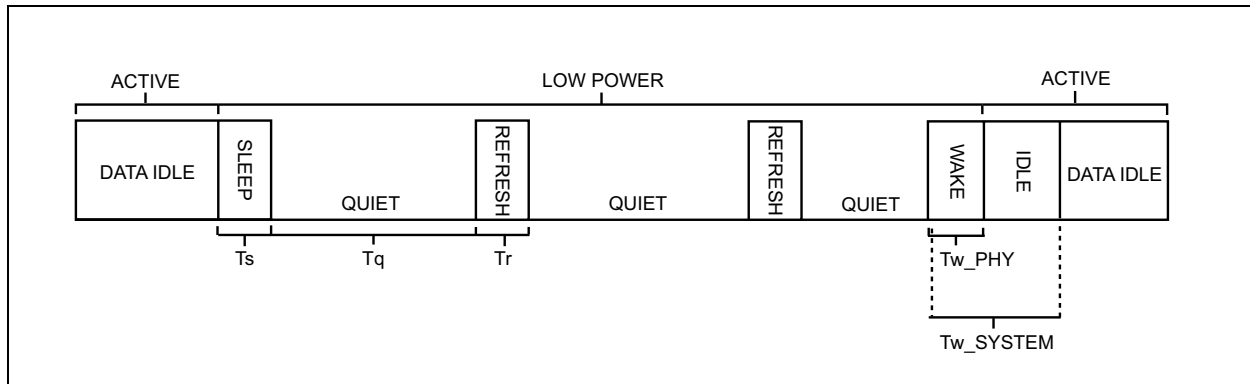 ACTIVE
LOW POWER
ACTIVE
DATA IDLE
SLEEP
QUIET
REFRESH
QUIET
REFRESH
QUIET
WAKE
IDLE
DATA IDLE
Ts
Tq
Tr
Tw_PHY
Tw_SYSTEM